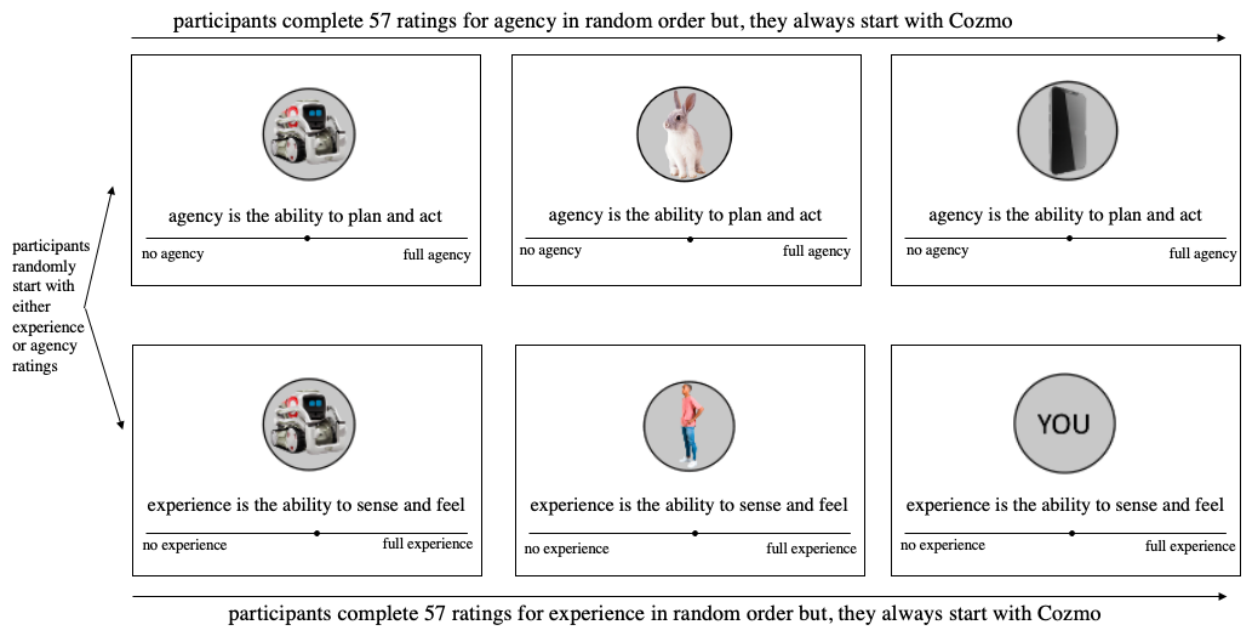 participants complete 57 ratings for agency in random order but, they always start with Cozmo
agency is the ability to plan and act
no agency
full agency
agency is the ability to plan and act
no agency
full agency
agency is the ability to plan and act
no agency
full agency
participants
randomly
start with
either
experience
or agency
ratings
experience is the ability to sense and feel
no experience
full experience
experience is the ability to sense and feel
no experience
full experience
YOU
experience is the ability to sense and feel
no experience
full experience
participants complete 57 ratings for experience in random order but, they always start with Cozmo